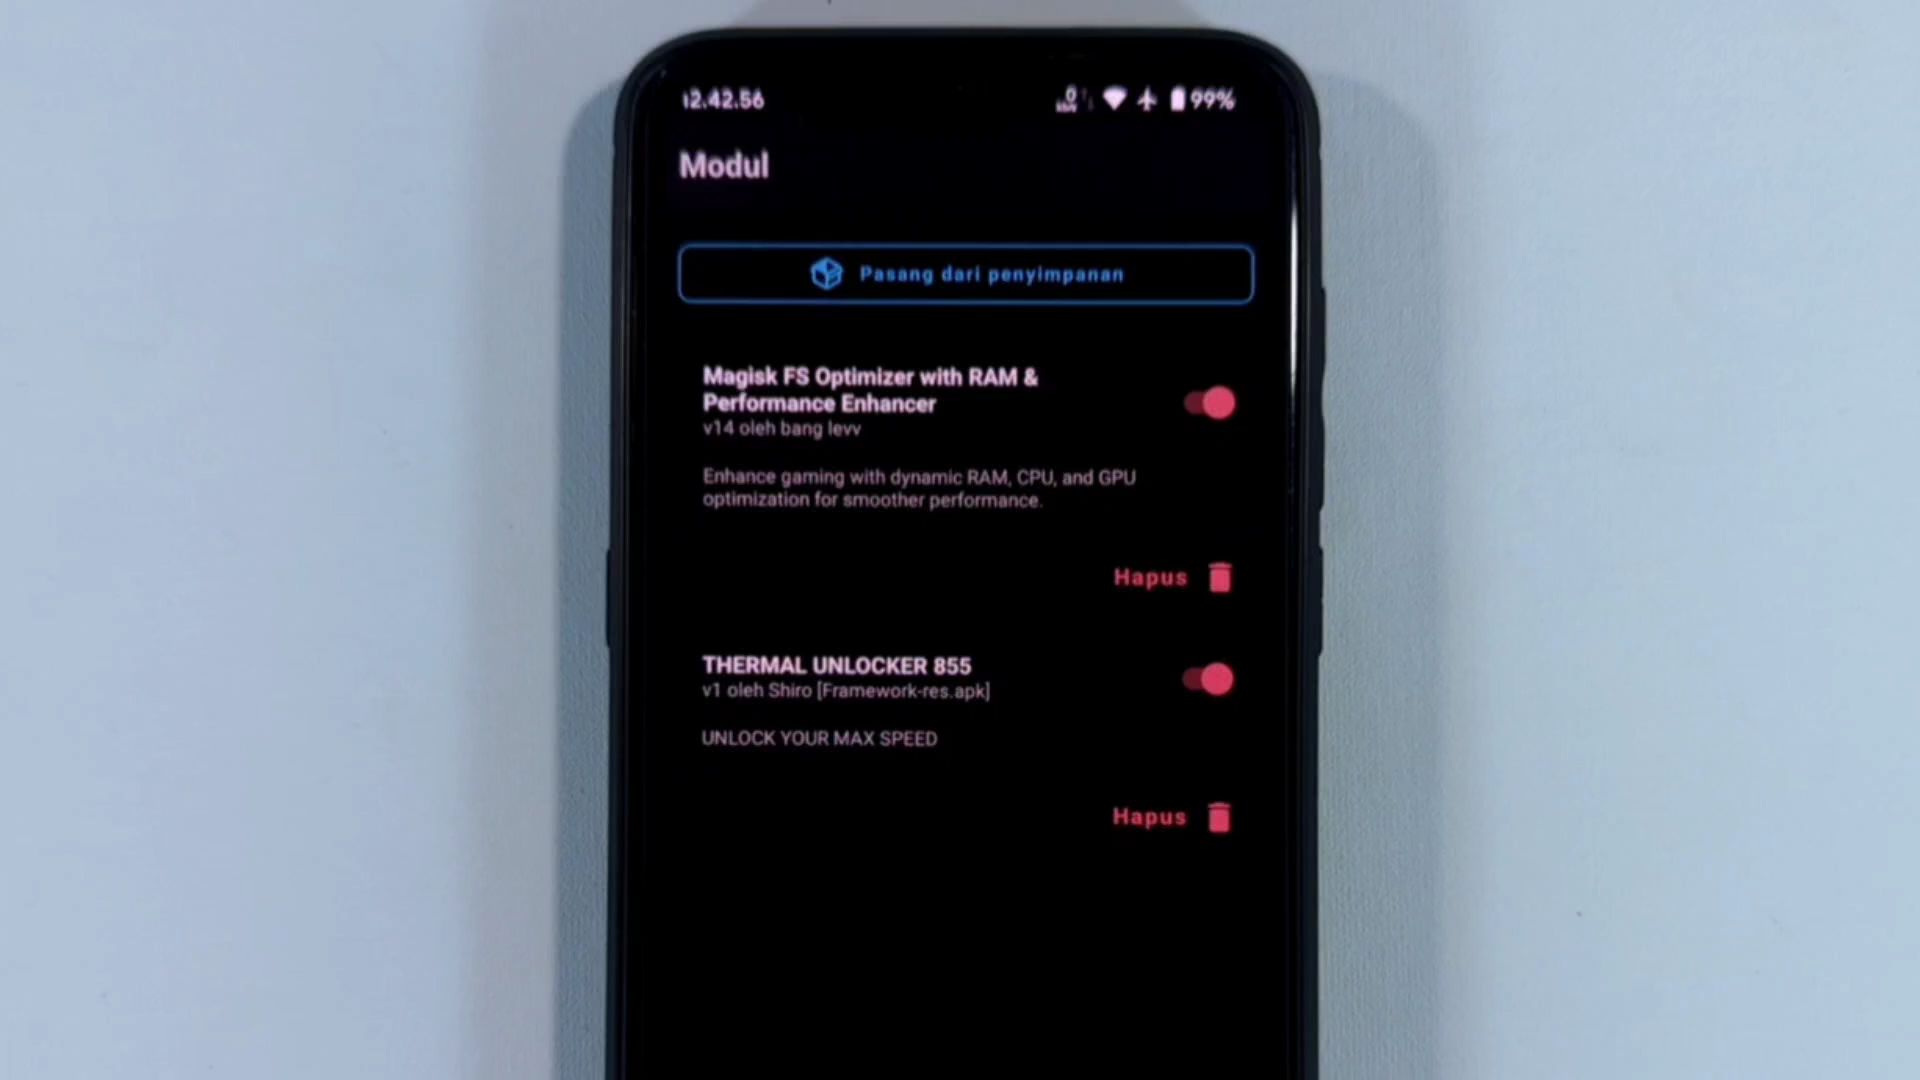 12.42.56
99%
Modul
Pasang dari penyimpanan
Magisk FS Optimizer with RAM &
Performance Enhancer
v14 oleh bang levv
Enhance gaming with dynamic RAM, CPU, and GPU
optimization for smoother performance.
Hapus
THERMAL UNLOCKER 855
v1 oleh Shiro [Framework-res.apk]
UNLOCK YOUR MAX SPEED
Hapus